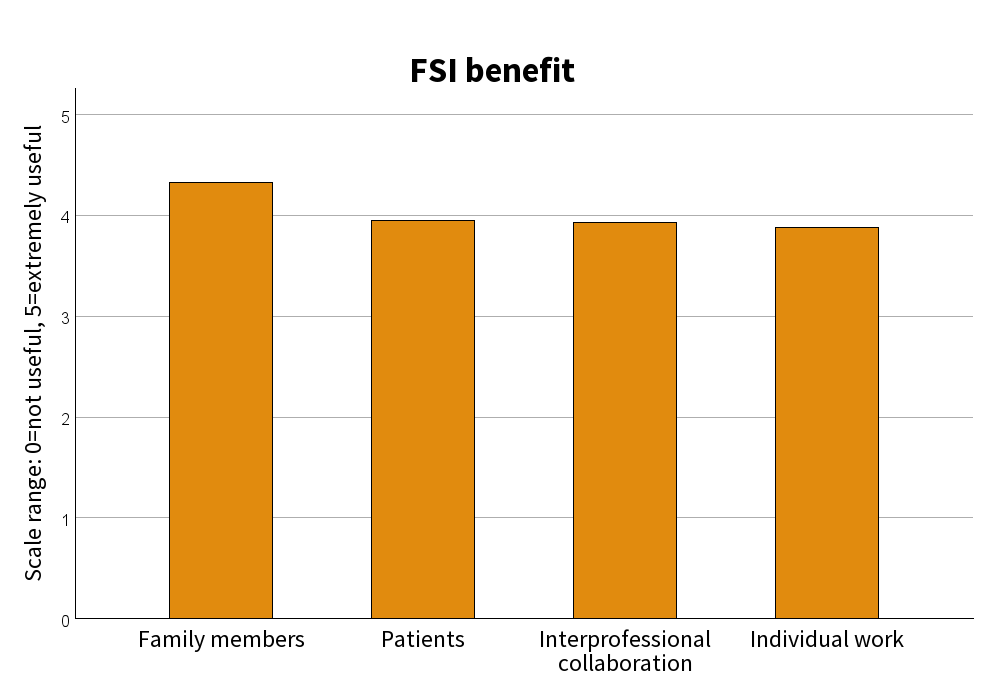 FSI benefit
Scale range: 0=not useful, 5=extremely useful
5
4
3
2
1
0
Family members
Patients
Interprofessional
collaboration
Individual work